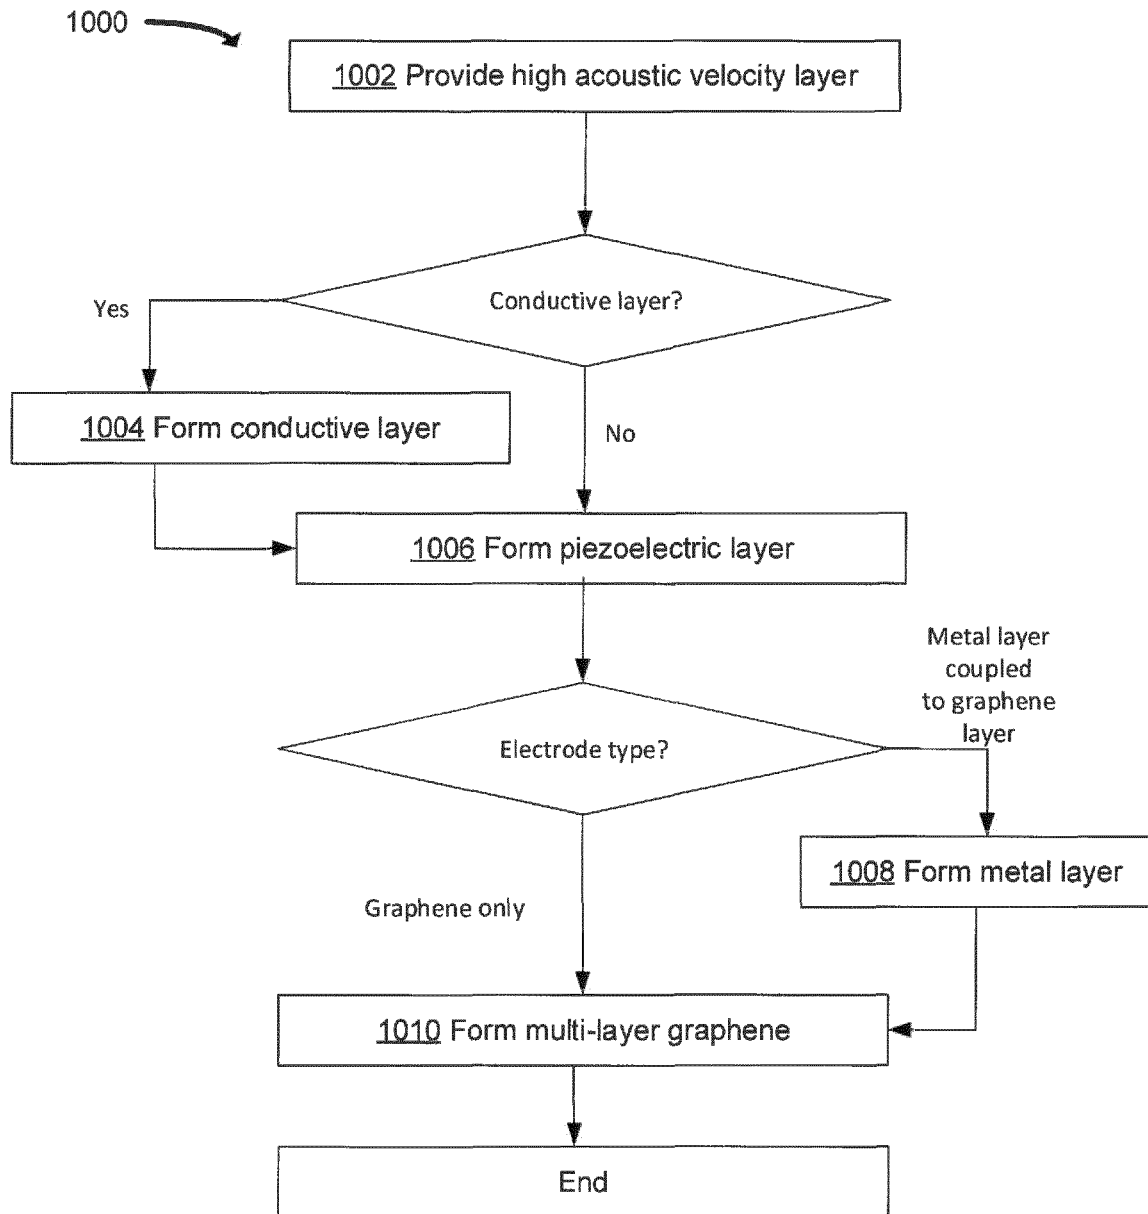 1000
1002 Provide high acoustic velocity layer
Conductive layer?
Yes
1004 Form conductive layer
No
1006 Form piezoelectric layer
Metal layer
coupled
to graphene
layer
Electrode type?
1008 Form metal layer
Graphene only
1010 Form multi-layer graphene
End